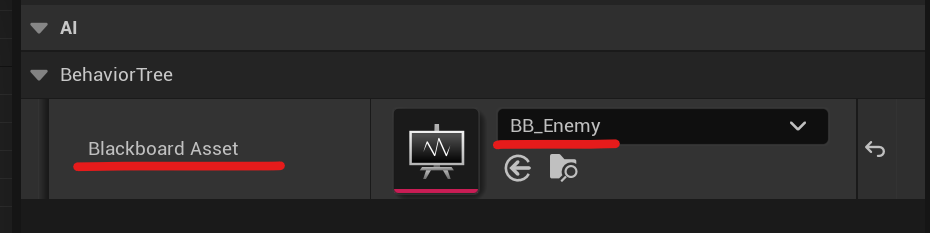 AI
BehaviorTree
Blackboard Asset
BB_Enemy